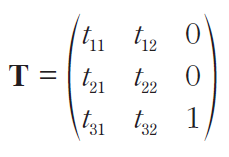 T = ( t₁₁ t₁₂ 0
t₂₁ t₂₂ 0
t₃₁ t₃₂ 1 )